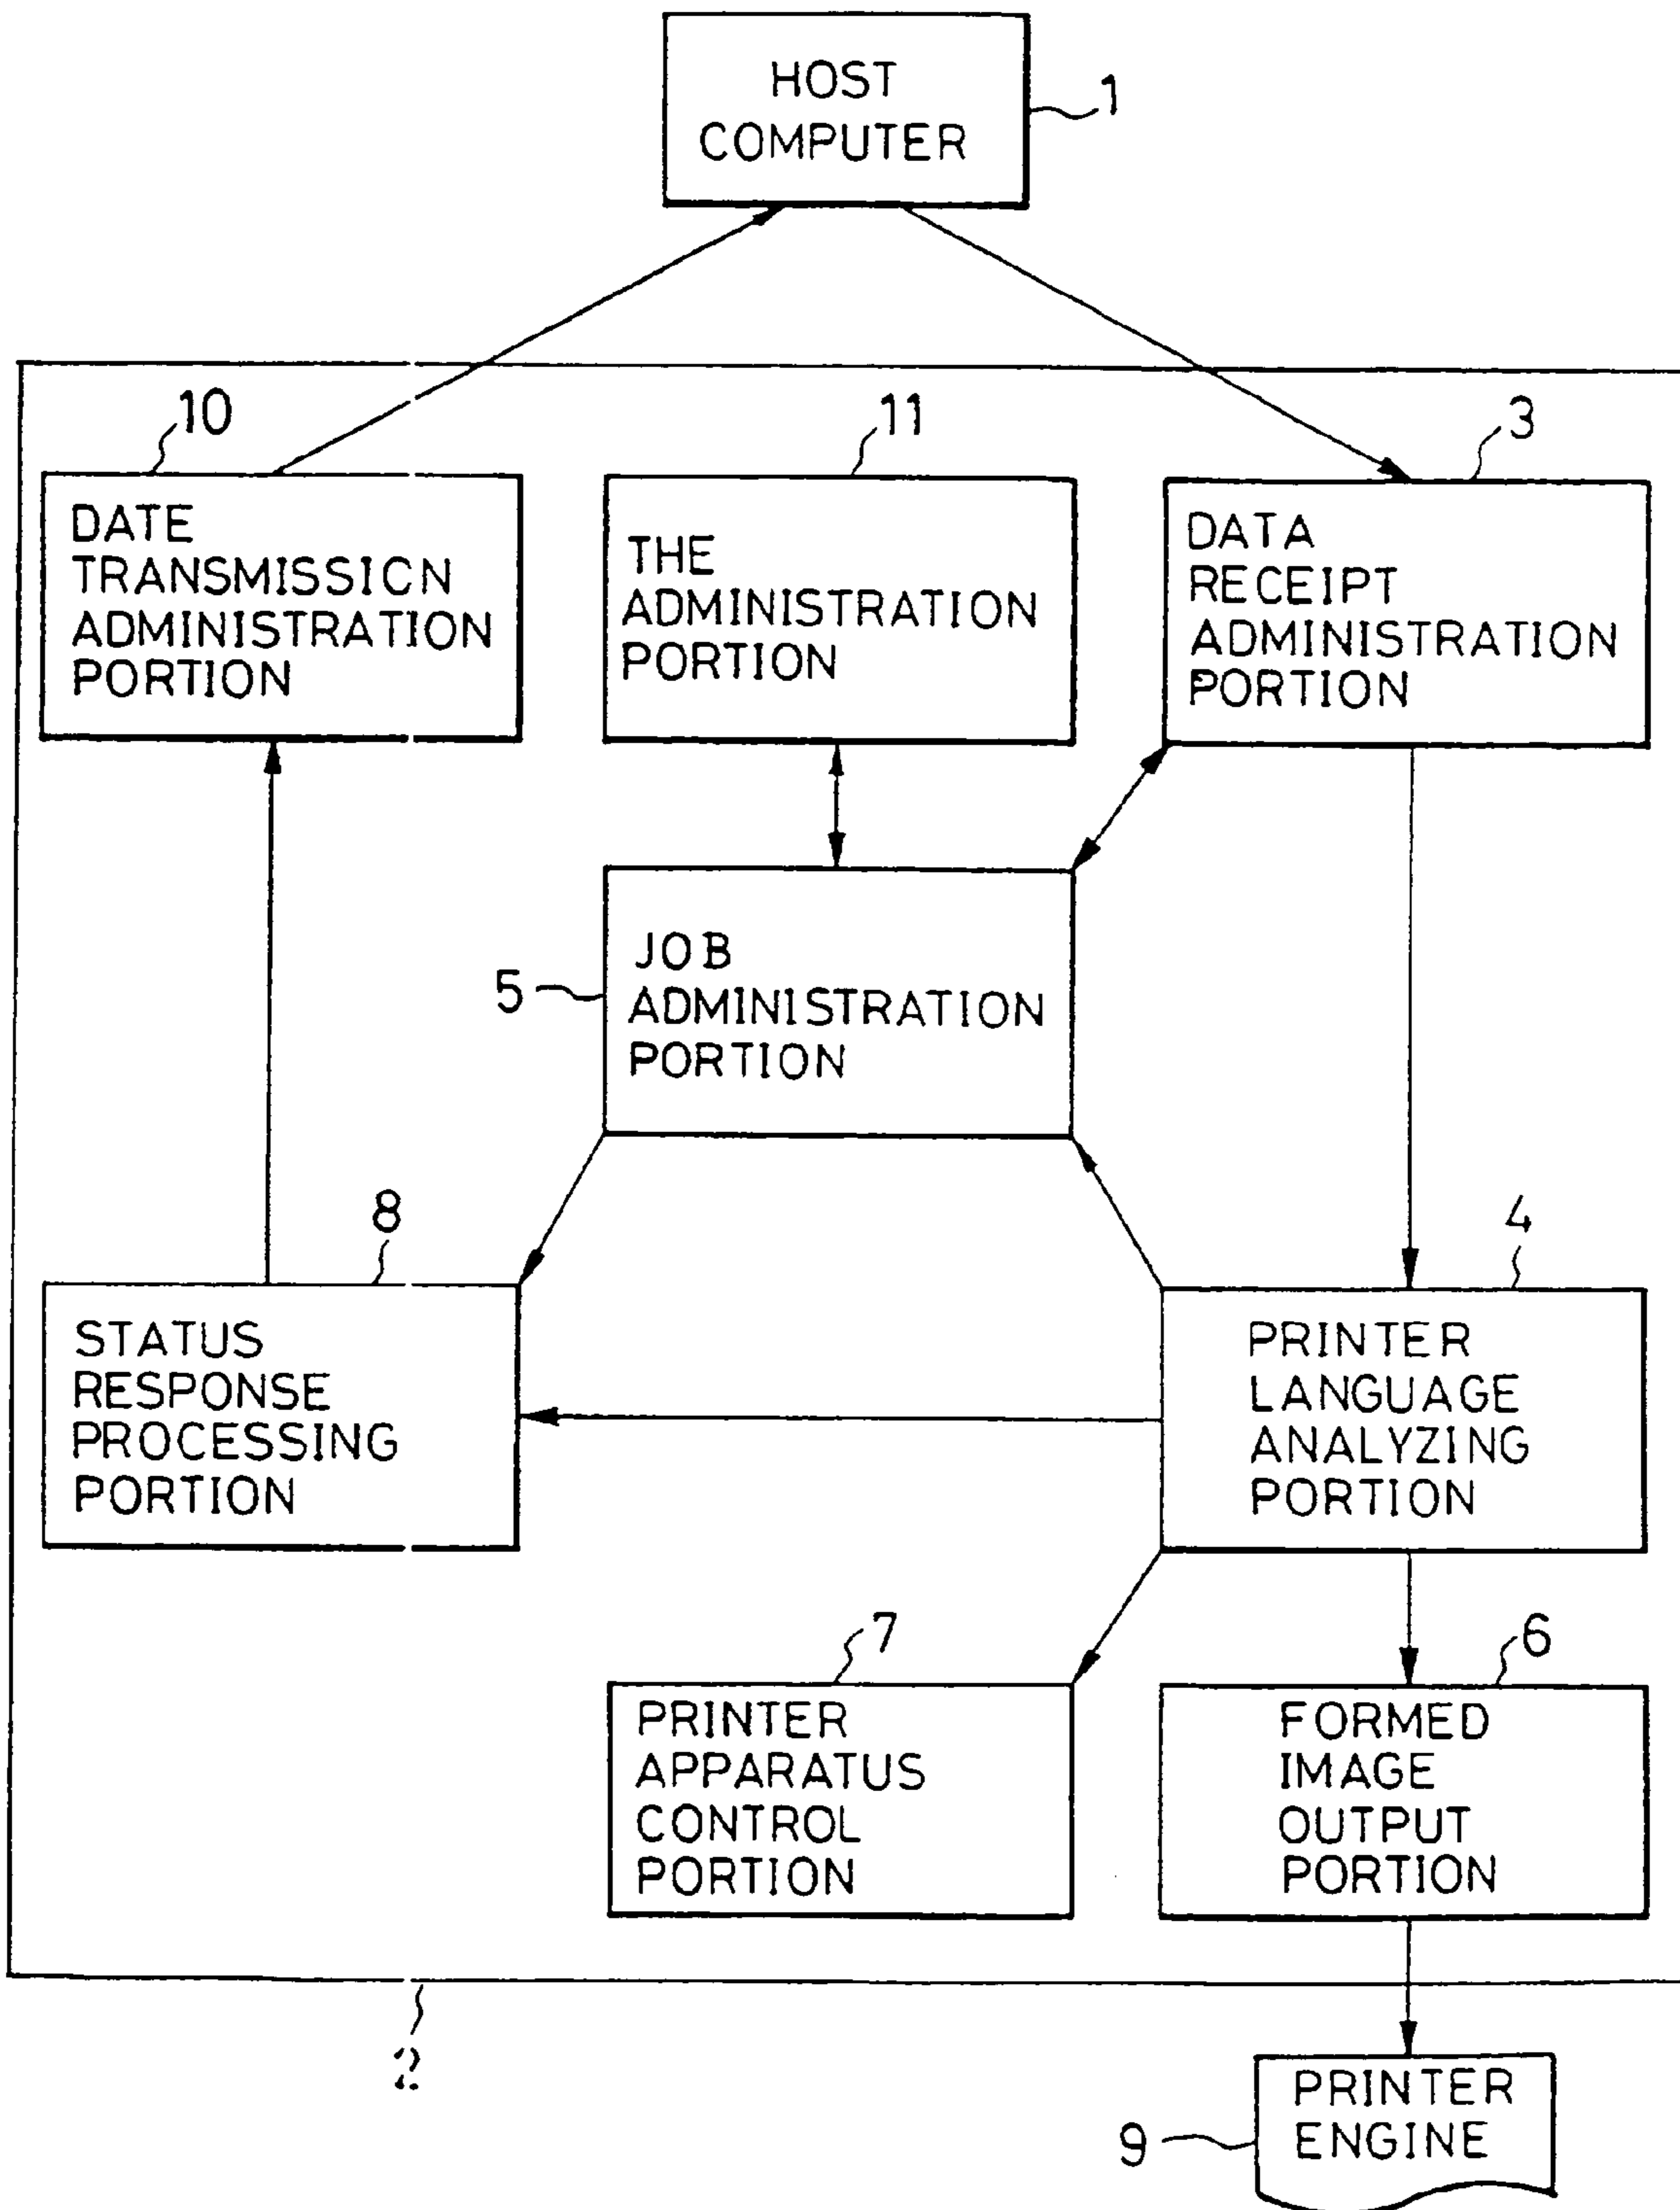 HOST
COMPUTER
1
10
11
3
DATE
TRANSMISSION
ADMINISTRATION
PORTION
THE
ADMINISTRATION
PORTION
DATA
RECEIPT
ADMINISTRATION
PORTION
5
JOB
ADMINISTRATION
PORTION
8
4
STATUS
RESPONSE
PROCESSING
PORTION
PRINTER
LANGUAGE
ANALYZING
PORTION
7
6
PRINTER
APPARATUS
CONTROL
PORTION
FORMED
IMAGE
OUTPUT
PORTION
2
9
PRINTER
ENGINE